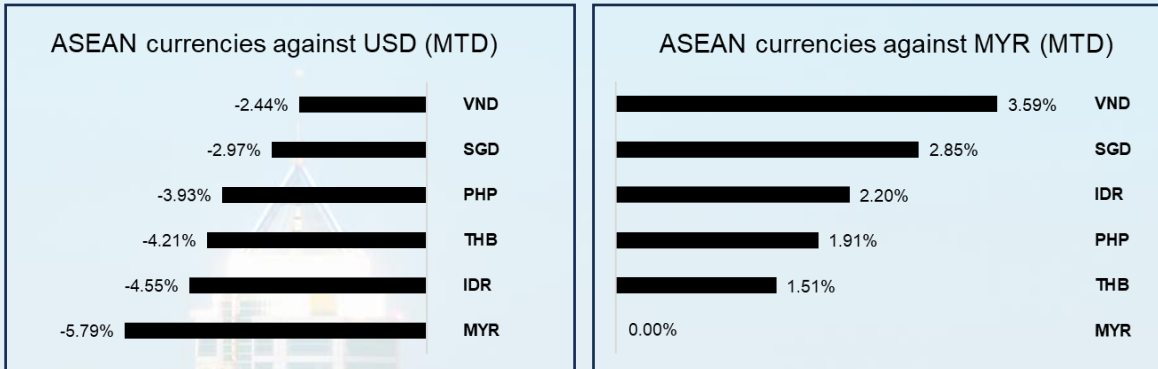 ASEAN currencies against USD (MTD)
-2.44% VND
-2.97% SGD
-3.93% PHP
-4.21% THB
-4.55% IDR
-5.79% MYR
ASEAN currencies against MYR (MTD)
3.59% VND
2.85% SGD
2.20% IDR
1.91% PHP
1.51% THB
0.00% MYR